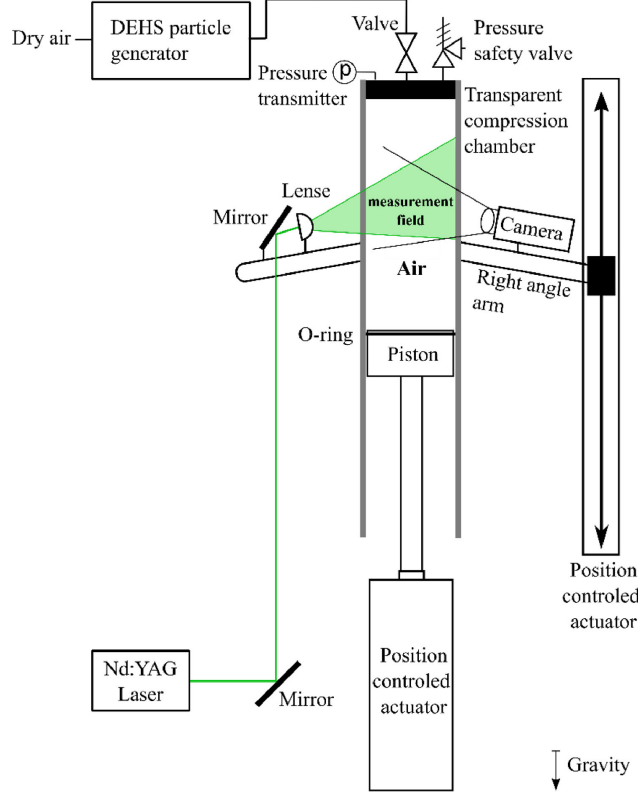 DEHS particle
generator
Dry air
Valve
Pressure
safety valve
Pressure
transmitter
p
Transparent
compression
chamber
Lense
Mirror
measurement
field
Camera
Air
Right angle
arm
O-ring
Piston
Position
controled
actuator
Nd:YAG
Laser
Mirror
Position
controled
actuator
Gravity